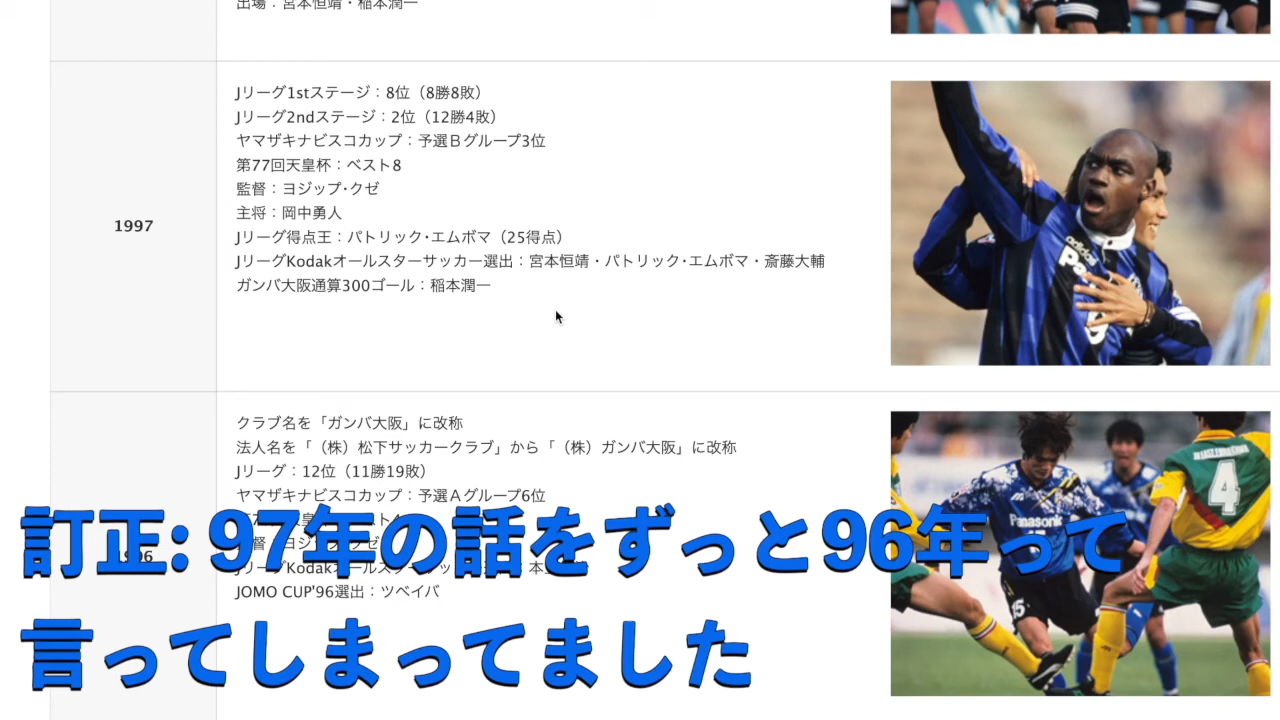 出場：宮本恒靖・稲本潤一
1997
Jリーグ1stステージ：8位（8勝8敗）
Jリーグ2ndステージ：2位（12勝4敗）
ヤマザキナビスコカップ：予選Ｂグループ3位
第77回天皇杯：ベスト8
監督：ヨジップ･クゼ
主将：岡中勇人
Jリーグ得点王：パトリック･エムボマ（25得点）
JリーグKodakオールスターサッカー選出：宮本恒靖・パトリック･エムボマ・斎藤大輔
ガンバ大阪通算300ゴール：稲本潤一
adidas
クラブ名を「ガンバ大阪」に改称
法人名を「（株）松下サッカークラブ」から「（株）ガンバ大阪」に改称
Jリーグ：12位（11勝19敗）
ヤマザキナビスコカップ：予選Ａグループ6位
JOMO CUP'96選出：ツベイバ
Panasonic
15
4
訂正: 97年の話をずっと96年って
言ってしまってました